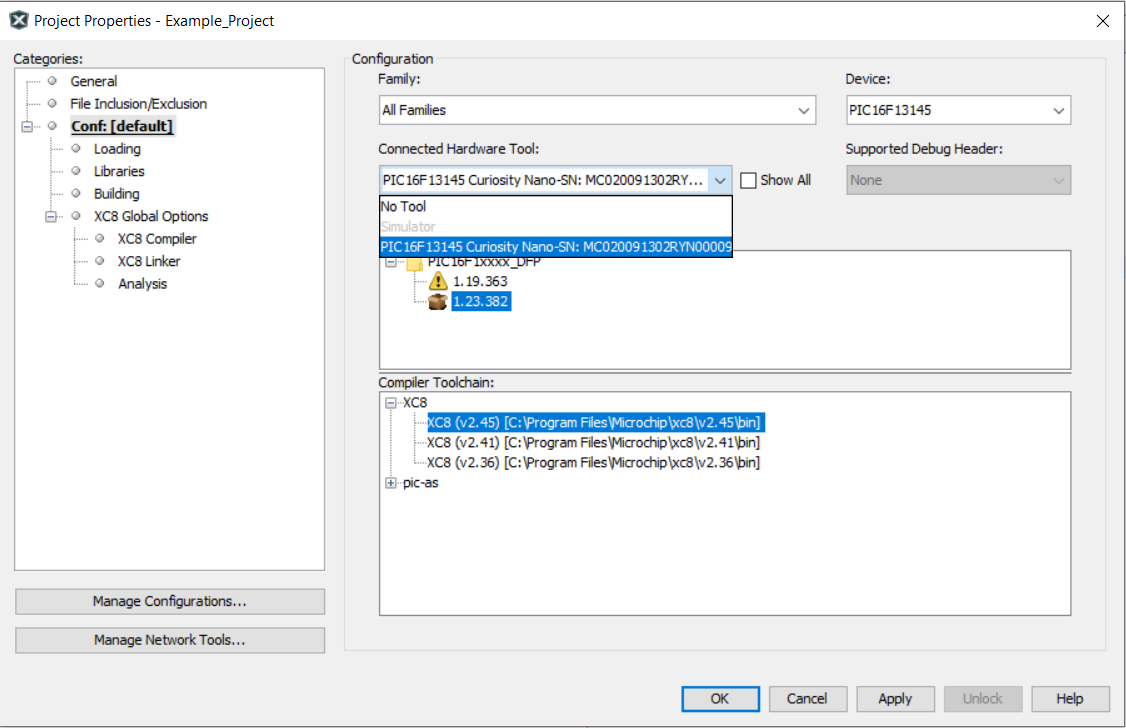 Project Properties - Example_Project
Categories:
General
File Inclusion/Exclusion
Conf: [default]
Loading
Libraries
Building
XC8 Global Options
XC8 Compiler
XC8 Linker
Analysis
Manage Configurations...
Manage Network Tools...
Configuration
Family:
All Families
Device:
PIC16F13145
Connected Hardware Tool:
PIC16F13145 Curiosity Nano-SN: MC020091302RY...
Show All
Supported Debug Header:
None
No Tool
Simulator
PIC16F13145 Curiosity Nano-SN: MC020091302RYN00009
PIC16F1xxxx_DFP
1.19.363
1.23.382
Compiler Toolchain:
XC8
XC8 (v2.45) [C:\Program Files\Microchip\xc8\v2.45\bin]
XC8 (v2.41) [C:\Program Files\Microchip\xc8\v2.41\bin]
XC8 (v2.36) [C:\Program Files\Microchip\xc8\v2.36\bin]
pic-as
OK
Cancel
Apply
Unlock
Help